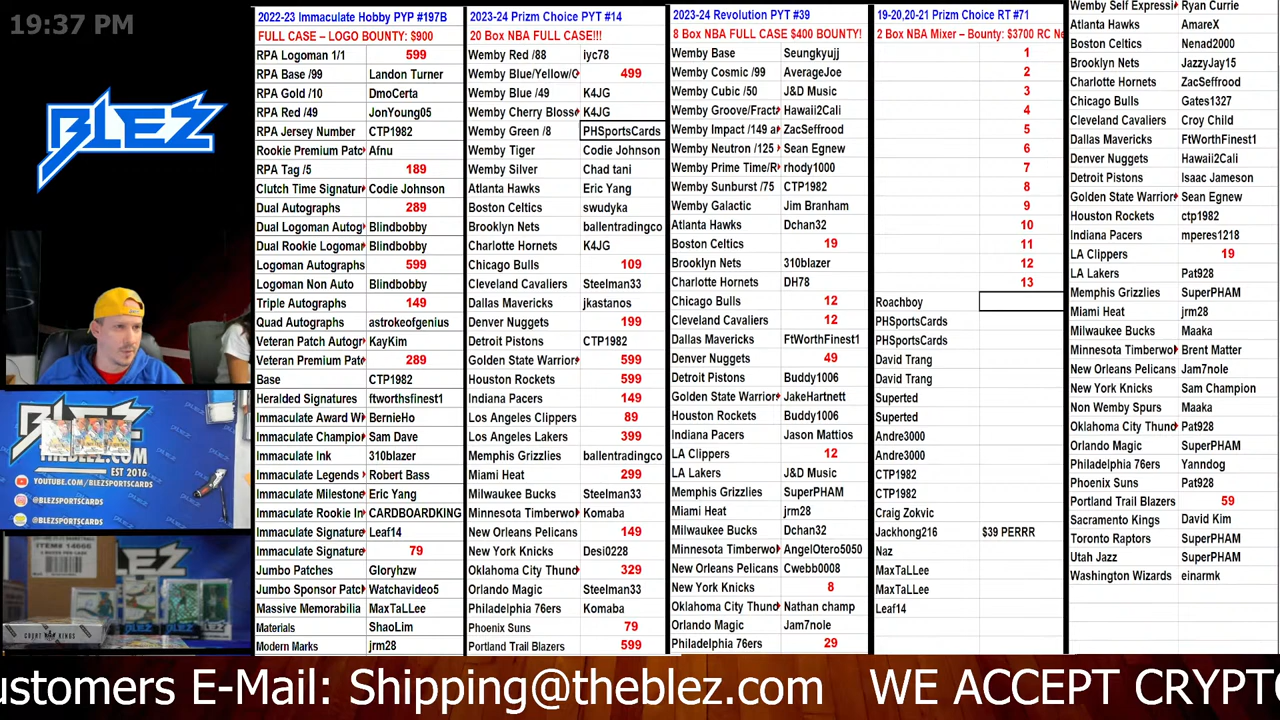 19:37 PM
BLEZ
BLEZ
EST 2016
YOUTUBE.COM/BLEZSPORTSCARDS
@BLEZSPORTSCARDS
@BLEZSPORTSCARDS
2022-23 Immaculate Hobby PYP #197B
FULL CASE – LOGO BOUNTY: $900
RPA Logoman 1/1 599
RPA Base /99 Landon Turner
RPA Gold /10 DmoCerta
RPA Red /49 JonYoung05
RPA Jersey Number CTP1982
Rookie Premium Patc Afnu
RPA Tag /5 189
Clutch Time Signatur Codie Johnson
Dual Autographs 289
Dual Logoman Autog Blindbobby
Dual Rookie Logomar Blindbobby
Logoman Autographs 599
Logoman Non Auto Blindbobby
Triple Autographs 149
Quad Autographs astrokeofgenius
Veteran Patch Autogr KayKim
Veteran Premium Pat 289
Base CTP1982
Heralded Signatures ftworthsfinest1
Immaculate Award W BernieHo
Immaculate Champio Sam Dave
Immaculate Ink 310blazer
Immaculate Legends Robert Bass
Immaculate Milestone Eric Yang
Immaculate Rookie In CARDBOARDKING
Immaculate Signature Leaf14
Immaculate Signature 79
Jumbo Patches Gloryhzw
Jumbo Sponsor Patc Watchavideo5
Massive Memorabilia MaxTaLLee
Materials ShaoLim
Modern Marks jrm28
2023-24 Prizm Choice PYT #14
20 Box NBA FULL CASE!!!
Wemby Red /88 iyc78
Wemby Blue/Yellow/G 499
Wemby Blue /49 K4JG
Wemby Cherry Bloss K4JG
Wemby Green /8 PHSportsCards
Wemby Tiger Codie Johnson
Wemby Silver Chad tani
Atlanta Hawks Eric Yang
Boston Celtics swudyka
Brooklyn Nets ballentradingco
Charlotte Hornets K4JG
Chicago Bulls 109
Cleveland Cavaliers Steelman33
Dallas Mavericks jkastanos
Denver Nuggets 199
Detroit Pistons CTP1982
Golden State Warrior 599
Houston Rockets 599
Indiana Pacers 149
Los Angeles Clippers 89
Los Angeles Lakers 399
Memphis Grizzlies ballentradingco
Miami Heat 299
Milwaukee Bucks Steelman33
Minnesota Timberwo Komaba
New Orleans Pelicans 149
New York Knicks Desi0228
Oklahoma City Thund 329
Orlando Magic Steelman33
Philadelphia 76ers Komaba
Phoenix Suns 79
Portland Trail Blazers 599
2023-24 Revolution PYT #39
8 Box NBA FULL CASE $400 BOUNTY!
Wemby Base Seungkyujj
Wemby Cosmic /99 AverageJoe
Wemby Cubic /50 J&D Music
Wemby Groove/Fract Hawaii2Cali
Wemby Impact /149 a ZacSeffrood
Wemby Neutron /125 Sean Egnew
Wemby Prime Time/R rhody1000
Wemby Sunburst /75 CTP1982
Wemby Galactic Jim Branham
Atlanta Hawks Dchan32
Boston Celtics 19
Brooklyn Nets 310blazer
Charlotte Hornets DH78
Chicago Bulls 12
Cleveland Cavaliers 12
Dallas Mavericks FtWorthFinest1
Denver Nuggets 49
Detroit Pistons Buddy1006
Golden State Warrior JakeHartnett
Houston Rockets Buddy1006
Indiana Pacers Jason Mattios
LA Clippers 12
LA Lakers J&D Music
Memphis Grizzlies SuperPHAM
Miami Heat jrm28
Milwaukee Bucks Dchan32
Minnesota Timberwo AngelOtero5050
New Orleans Pelicans Cwebb0008
New York Knicks 8
Oklahoma City Thund Nathan champ
Orlando Magic Jam7nole
Philadelphia 76ers 29
19-20,20-21 Prizm Choice RT #71
2 Box NBA Mixer – Bounty: $3700 RC Ne
1
2
3
4
5
6
7
8
9
10
11
12
13
Roachboy
PHSportsCards
PHSportsCards
David Trang
David Trang
Superted
Superted
Andre3000
Andre3000
CTP1982
CTP1982
Craig Zokvic
Jackhong216 $39 PERRR
Naz
MaxTaLLee
MaxTaLLee
Leaf14
Wemby Self Expressi Ryan Currie
Atlanta Hawks AmareX
Boston Celtics Nenad2000
Brooklyn Nets JazzyJay15
Charlotte Hornets ZacSeffrood
Chicago Bulls Gates1327
Cleveland Cavaliers Croy Child
Dallas Mavericks FtWorthFinest1
Denver Nuggets Hawaii2Cali
Detroit Pistons Isaac Jameson
Golden State Warrior Sean Egnew
Houston Rockets ctp1982
Indiana Pacers mperes1218
LA Clippers 19
LA Lakers Pat928
Memphis Grizzlies SuperPHAM
Miami Heat jrm28
Milwaukee Bucks Maaka
Minnesota Timberwo Brent Matter
New Orleans Pelicans Jam7nole
New York Knicks Sam Champion
Non Wemby Spurs Maaka
Oklahoma City Thund Pat928
Orlando Magic SuperPHAM
Philadelphia 76ers Yanndog
Phoenix Suns Pat928
Portland Trail Blazers 59
Sacramento Kings David Kim
Toronto Raptors SuperPHAM
Utah Jazz SuperPHAM
Washington Wizards einarmk
ustomers E-Mail: Shipping@theblez.com WE ACCEPT CRYPTO